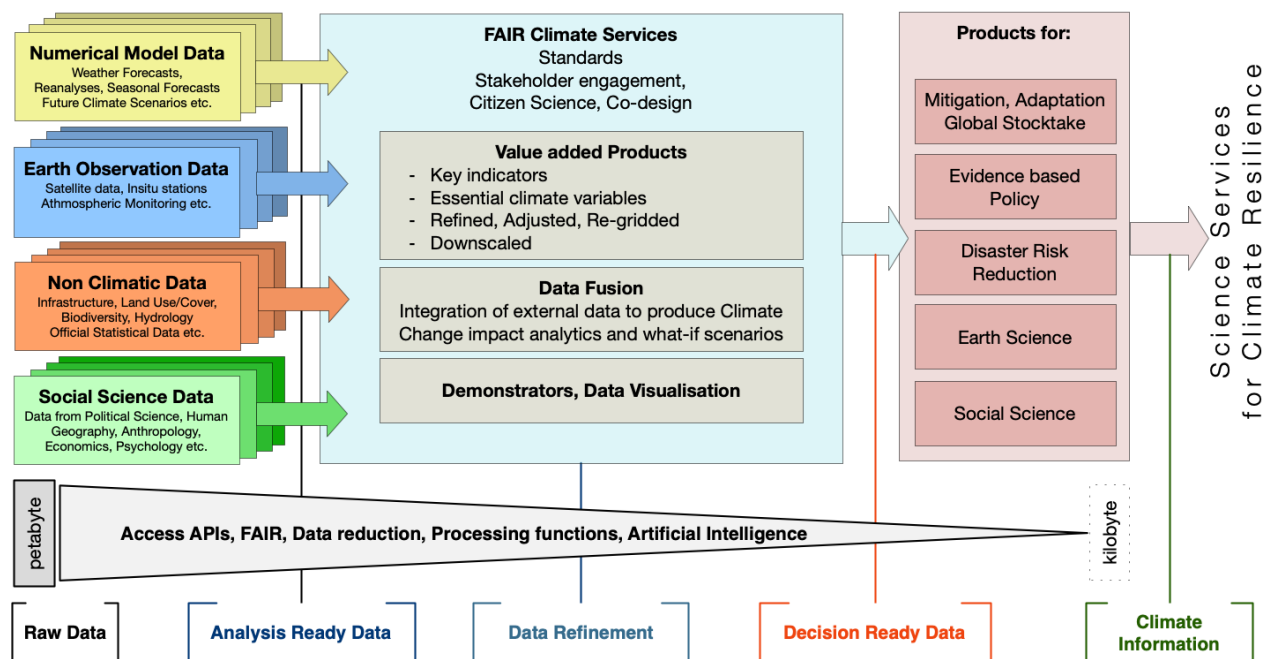 Numerical Model Data
Weather Forecasts,
Reanalyses, Seasonal Forecasts
Future Climate Scenarios etc.
Earth Observation Data
Satellite data, Insitu stations
Athmospheric Monitoring etc.
Non Climatic Data
Infrastructure, Land Use/Cover,
Biodiversity, Hydrology
Official Statistical Data etc.
Social Science Data
Data from Political Science, Human
Geography, Anthropology,
Economics, Psychology etc.
FAIR Climate Services
Standards
Stakeholder engagement,
Citizen Science, Co-design
Value added Products
- Key indicators
- Essential climate variables
- Refined, Adjusted, Re-gridded
- Downscaled
Data Fusion
Integration of external data to produce Climate
Change impact analytics and what-if scenarios
Demonstrators, Data Visualisation
Products for:
Mitigation, Adaptation
Global Stocktake
Evidence based
Policy
Disaster Risk
Reduction
Earth Science
Social Science
Science Services
for Climate Resilience
petabyte
Access APIs, FAIR, Data reduction, Processing functions, Artificial Intelligence
kilobyte
Raw Data
Analysis Ready Data
Data Refinement
Decision Ready Data
Climate
Information